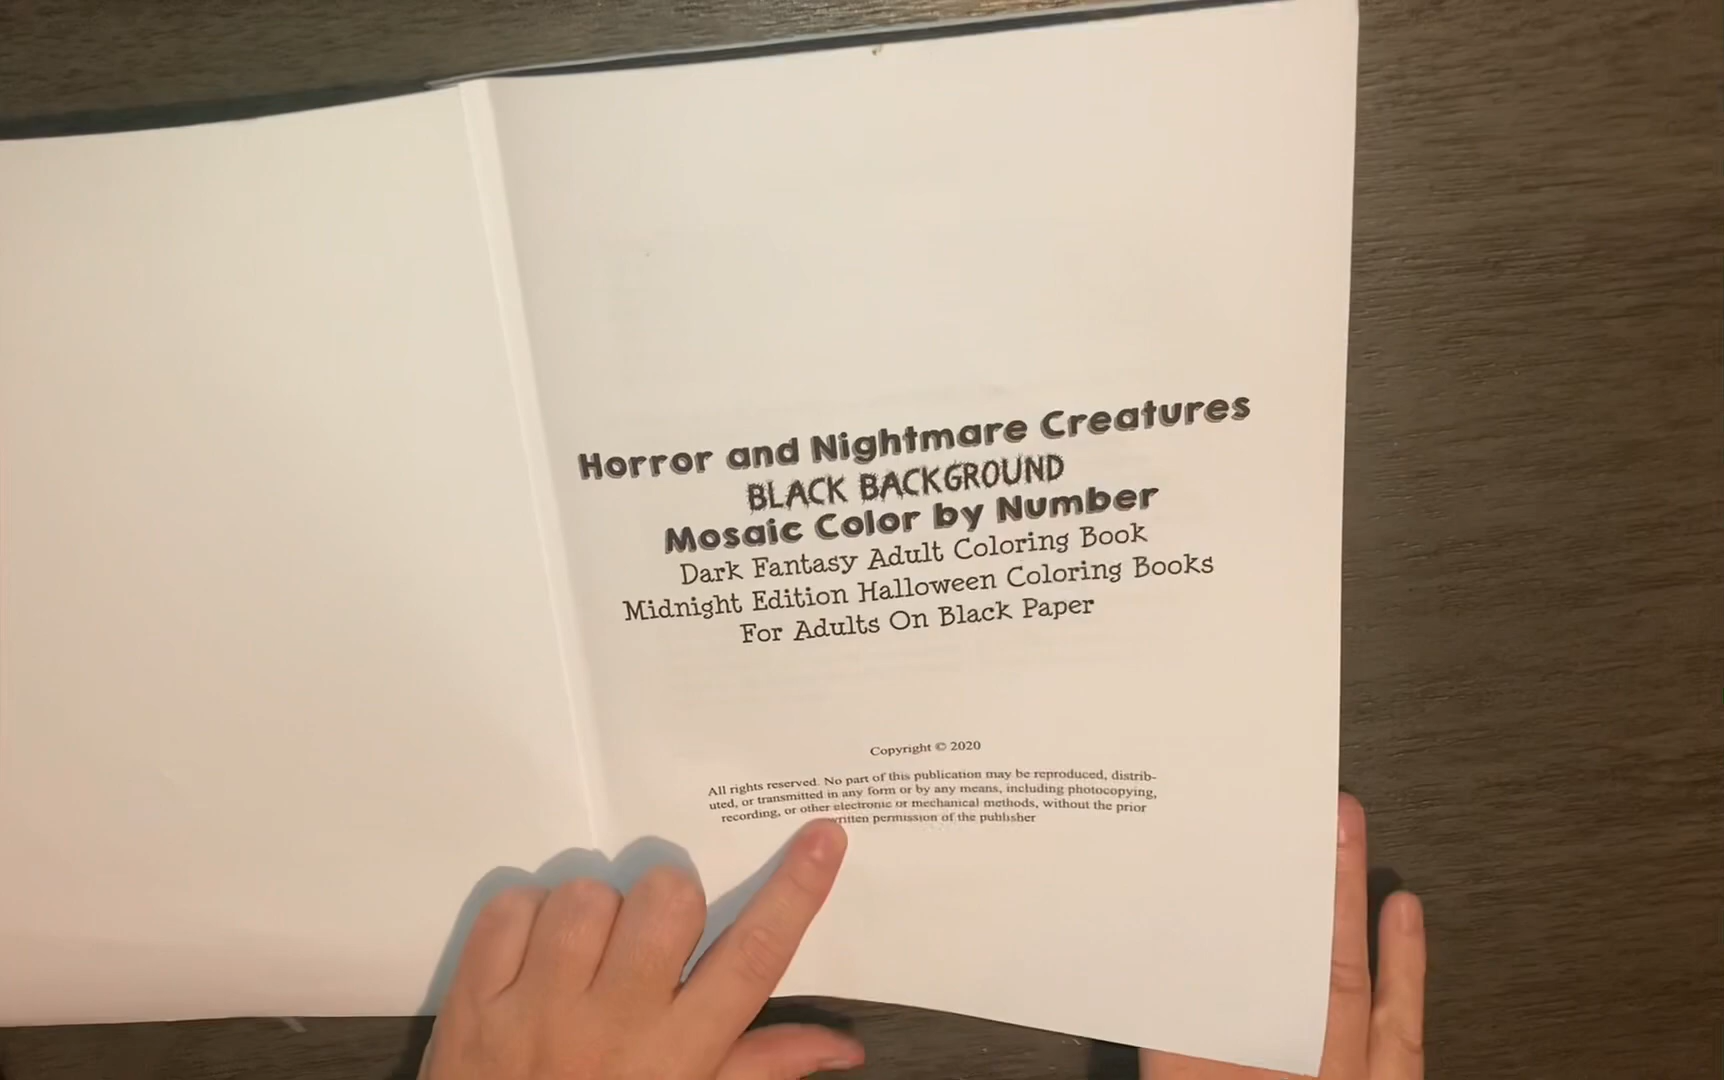 Horror and Nightmare Creatures
BLACK BACKGROUND
Mosaic Color by Number
Dark Fantasy Adult Coloring Book
Midnight Edition Halloween Coloring Books
For Adults On Black Paper
Copyright © 2020
All rights reserved. No part of this publication may be reproduced, distrib-
uted, or transmitted in any form or by any means, including photocopying,
recording, or other electronic or mechanical methods, without the prior
written permission of the publisher